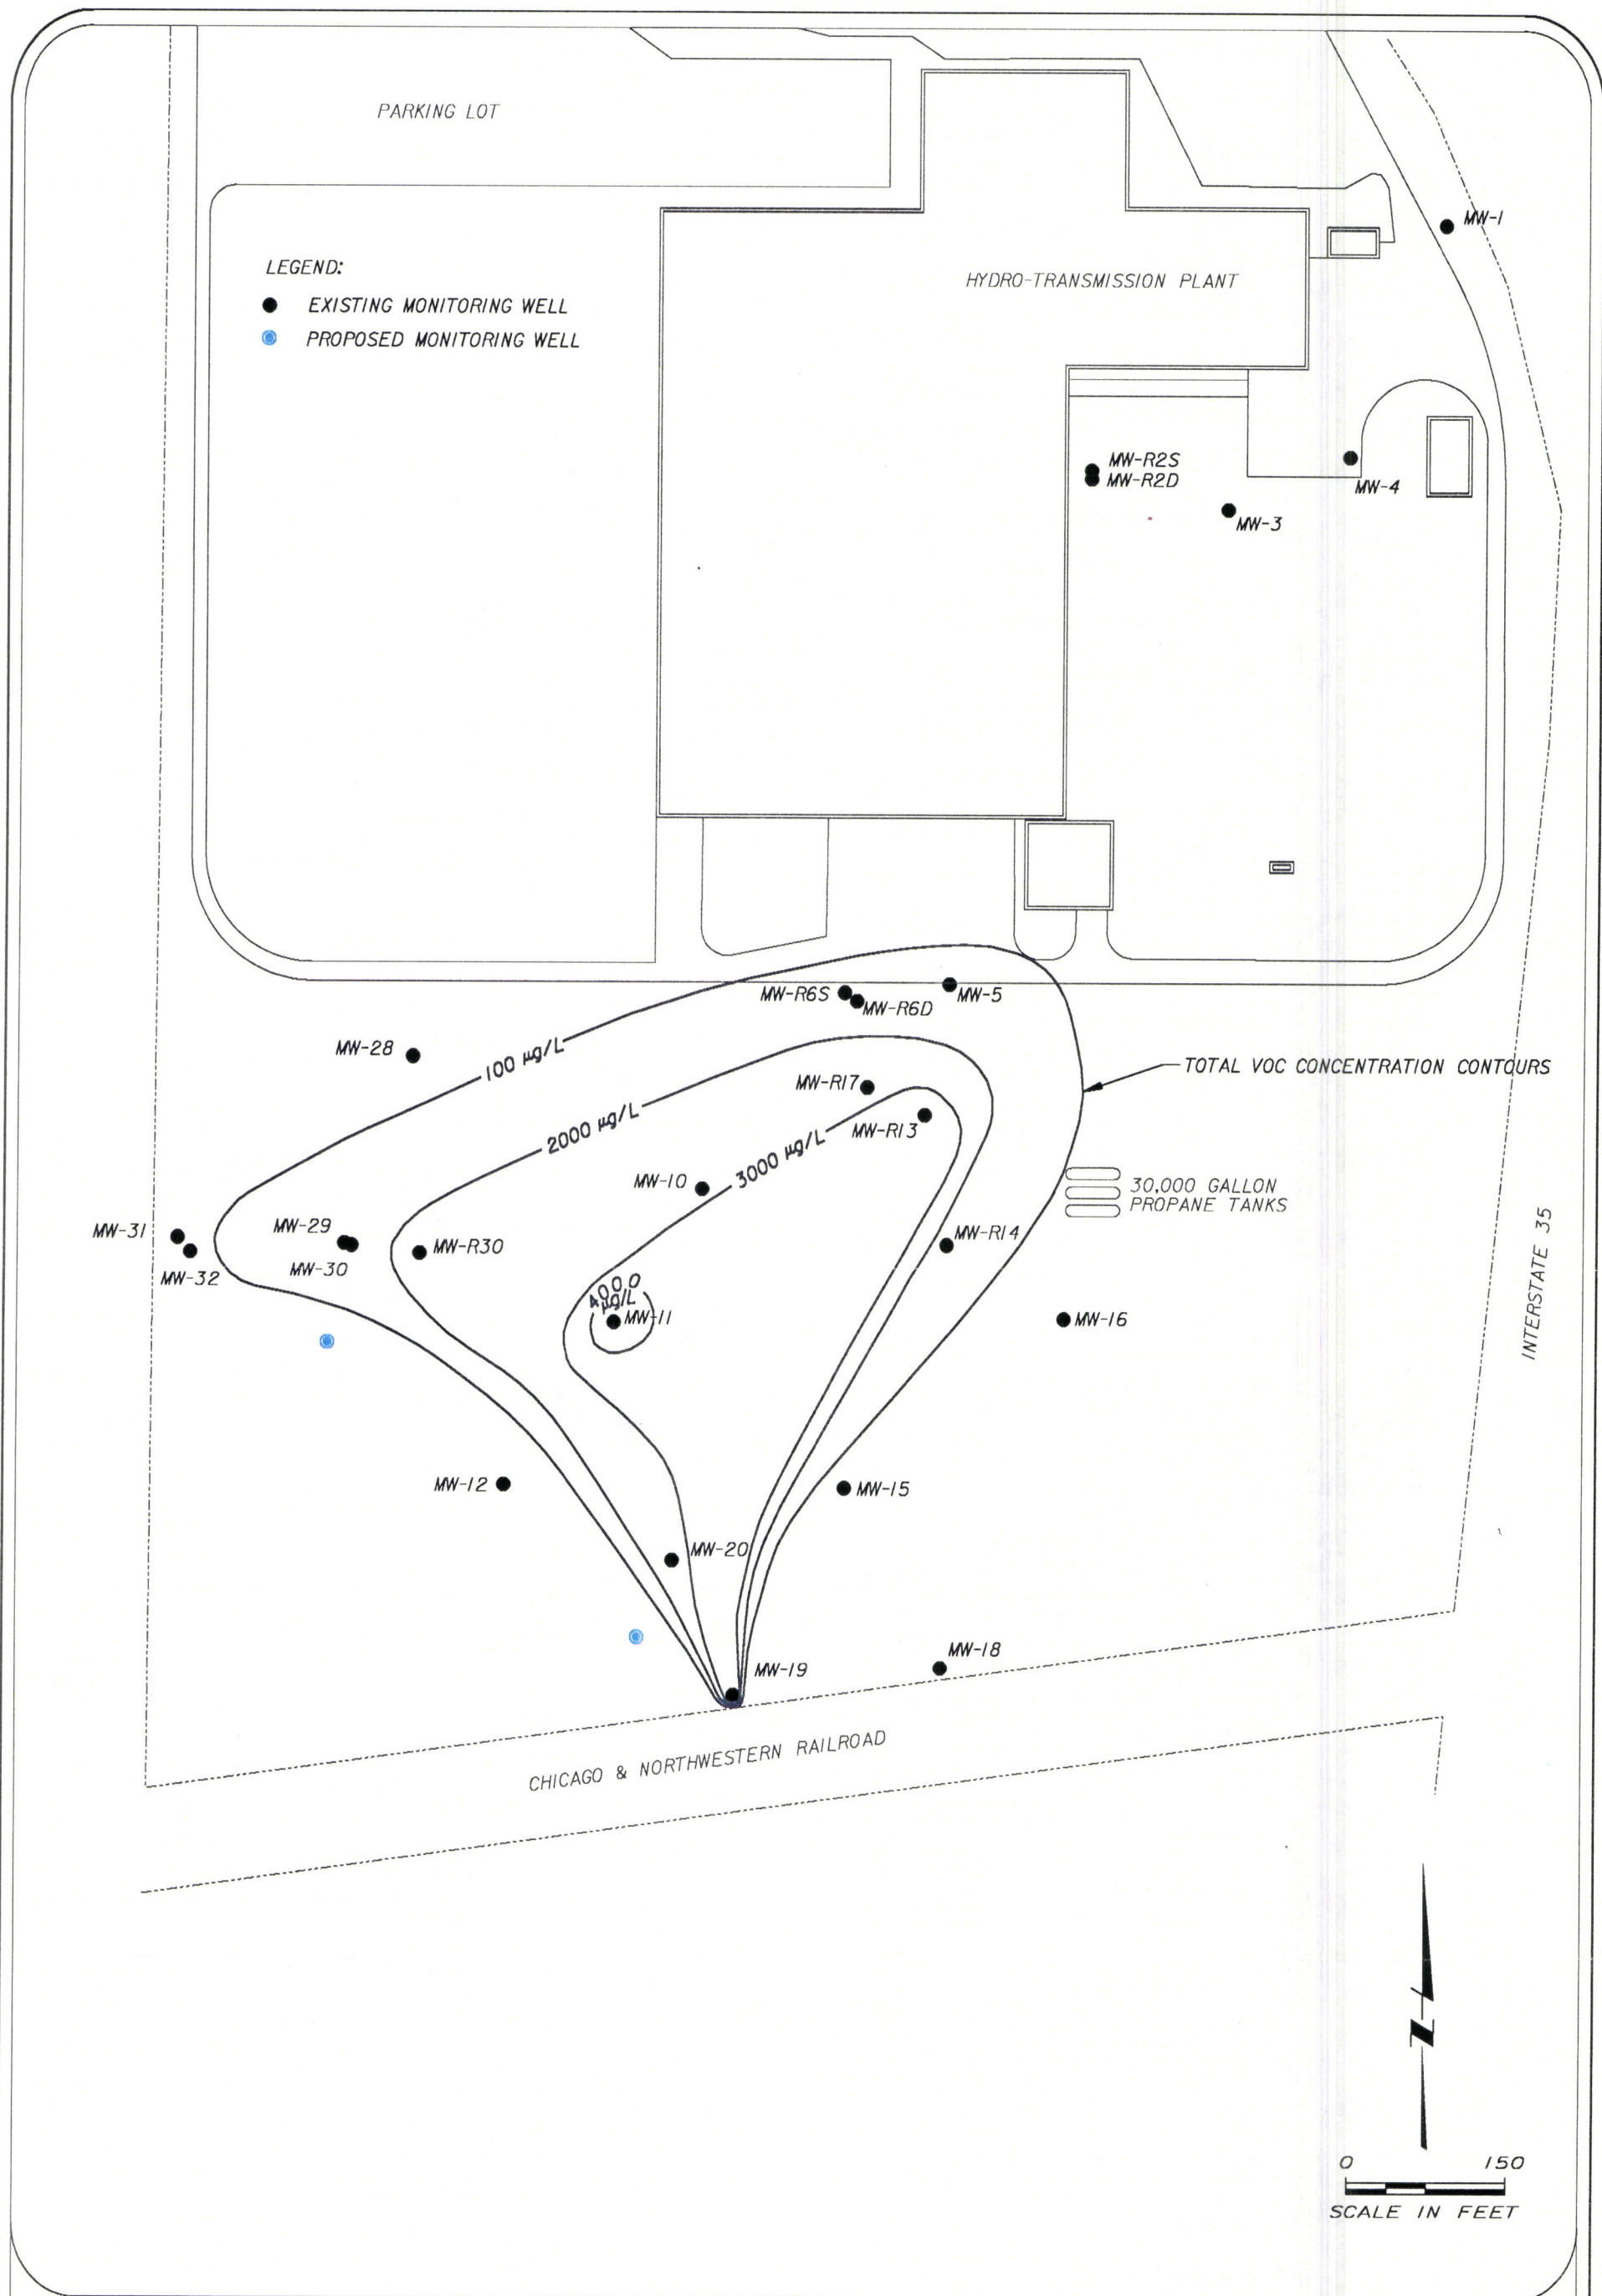 PARKING LOT
MW-1
LEGEND:
HYDRO-TRANSMISSION PLANT
EXISTING MONITORING WELL
PROPOSED MONITORING WELL
MW-R2S
MW-R2D
MW-4
MW-3
MW-R6S
MW-5
MW-R6D
MW-28
100 µg/L
TOTAL VOC CONCENTRATION CONTOURS
MW-R17
2000 µg/L
MW-R13
3000 µg/L
MW-10
30,000 GALLON
PROPANE TANKS
MW-31
MW-29
MW-R30
MW-R14
MW-30
MW-32
INTERSTATE 35
4000
µg/L
MW-11
MW-16
MW-12
MW-15
MW-20
MW-18
MW-19
CHICAGO & NORTHWESTERN RAILROAD
N
0 150
SCALE IN FEET